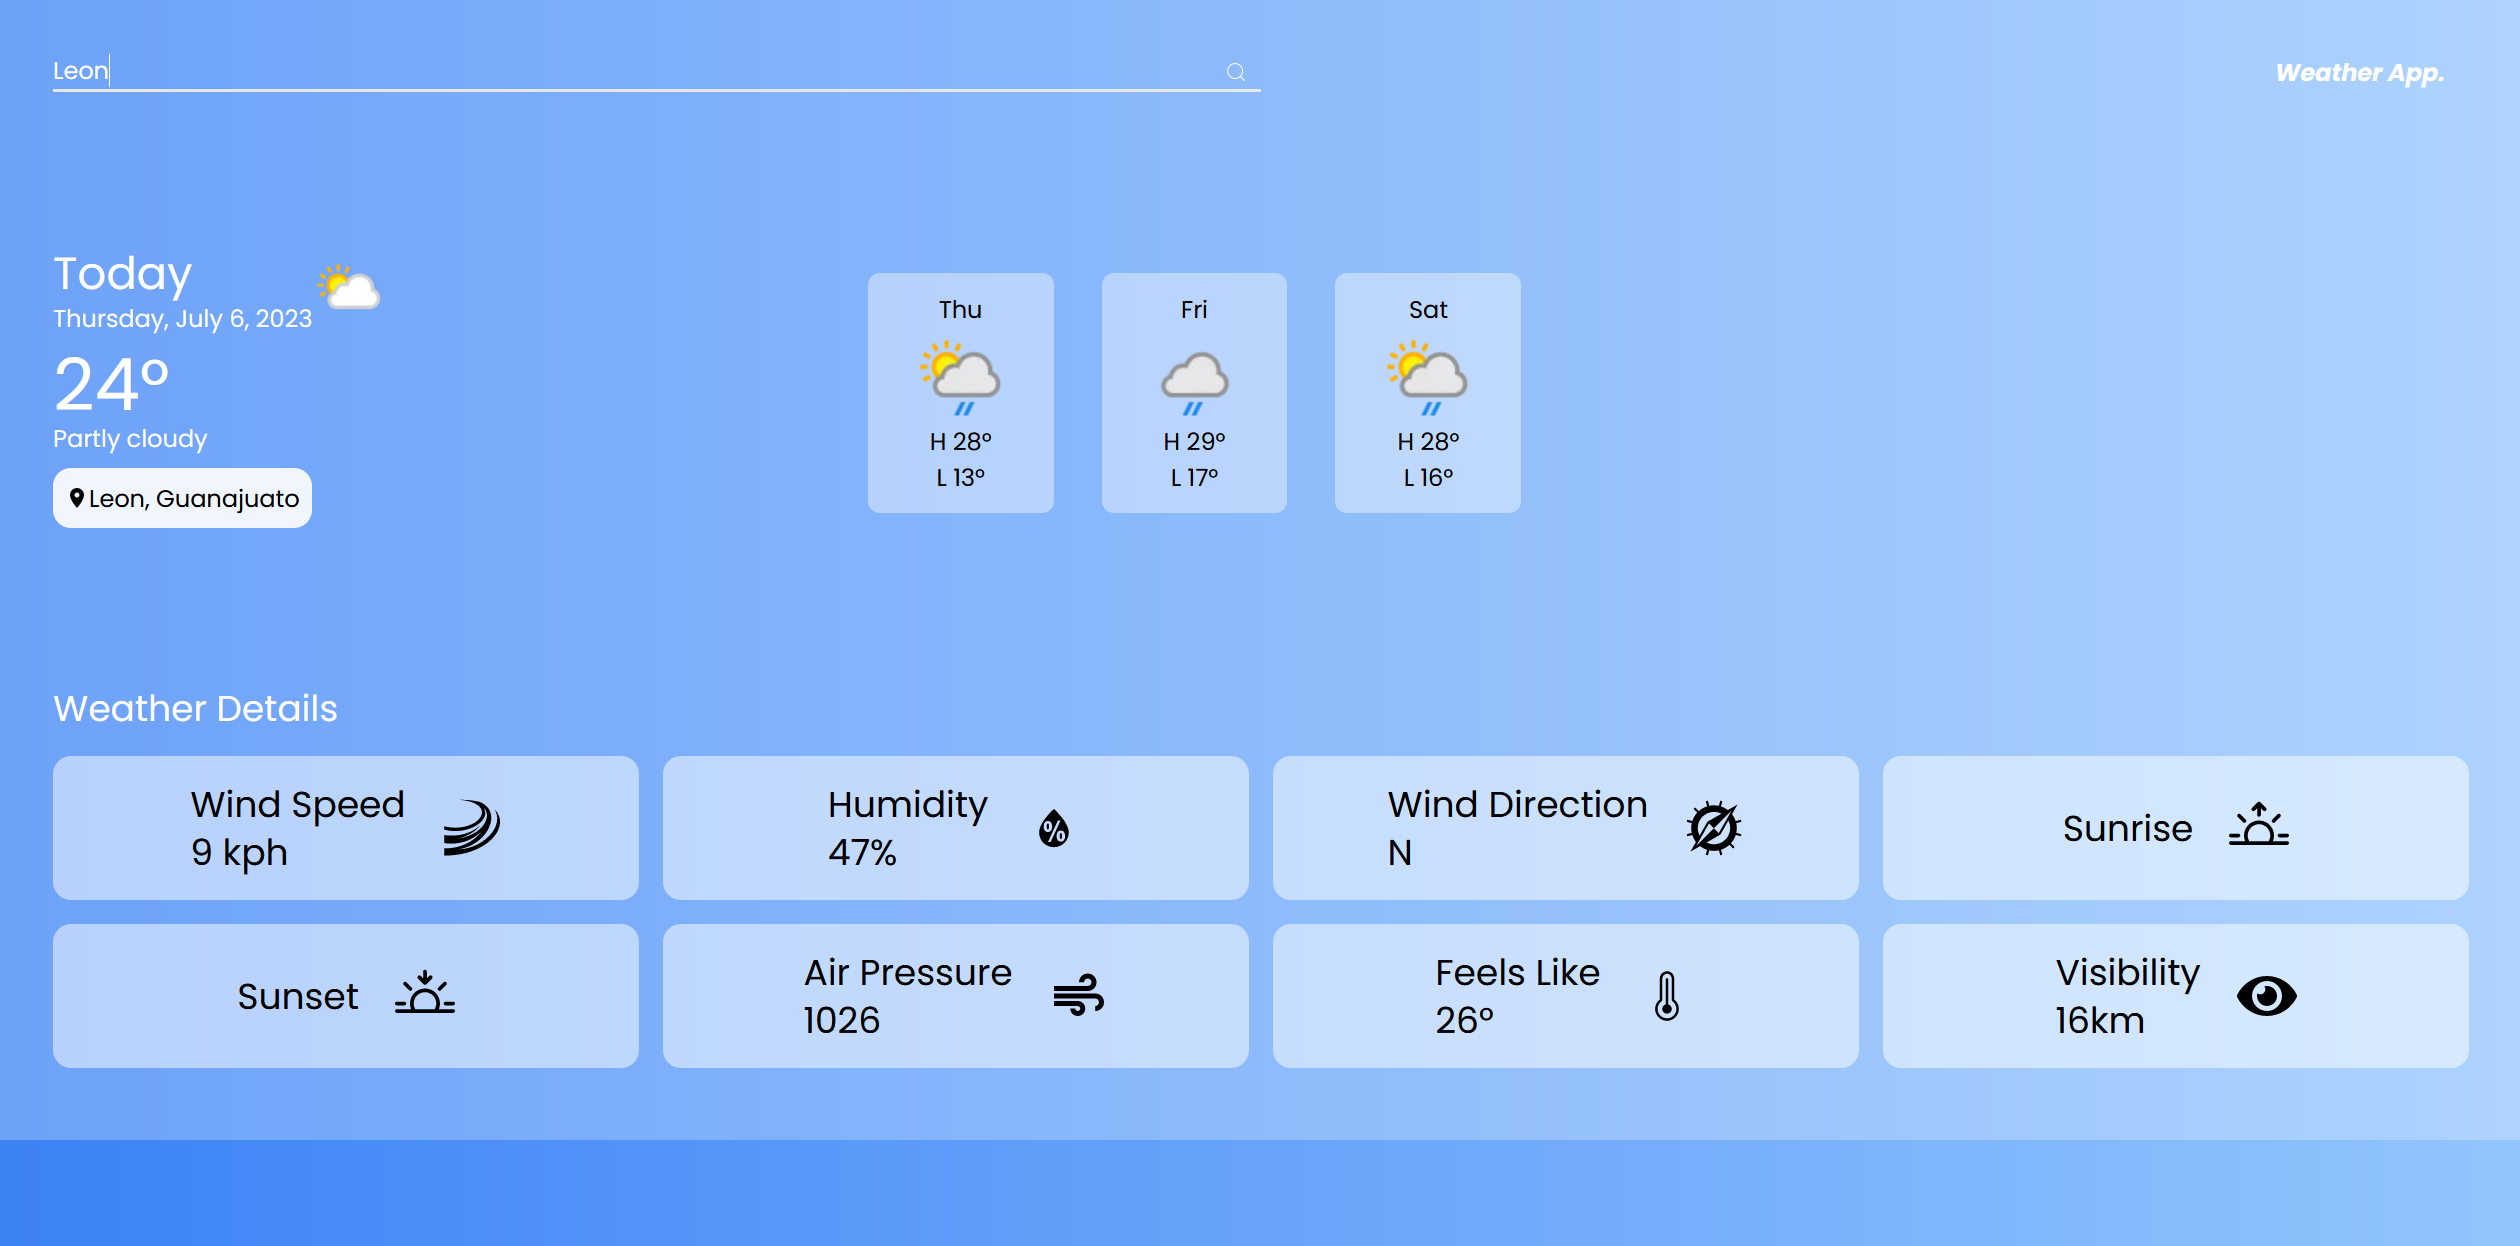 Leon
Weather App.
Today
Thursday, July 6, 2023
24°
Partly cloudy
Leon, Guanajuato
Thu
H 28°
L 13°
Fri
H 29°
L 17°
Sat
H 28°
L 16°
Weather Details
Wind Speed
9 kph
Humidity
47%
Wind Direction
N
Sunrise
Sunset
Air Pressure
1026
Feels Like
26°
Visibility
16km